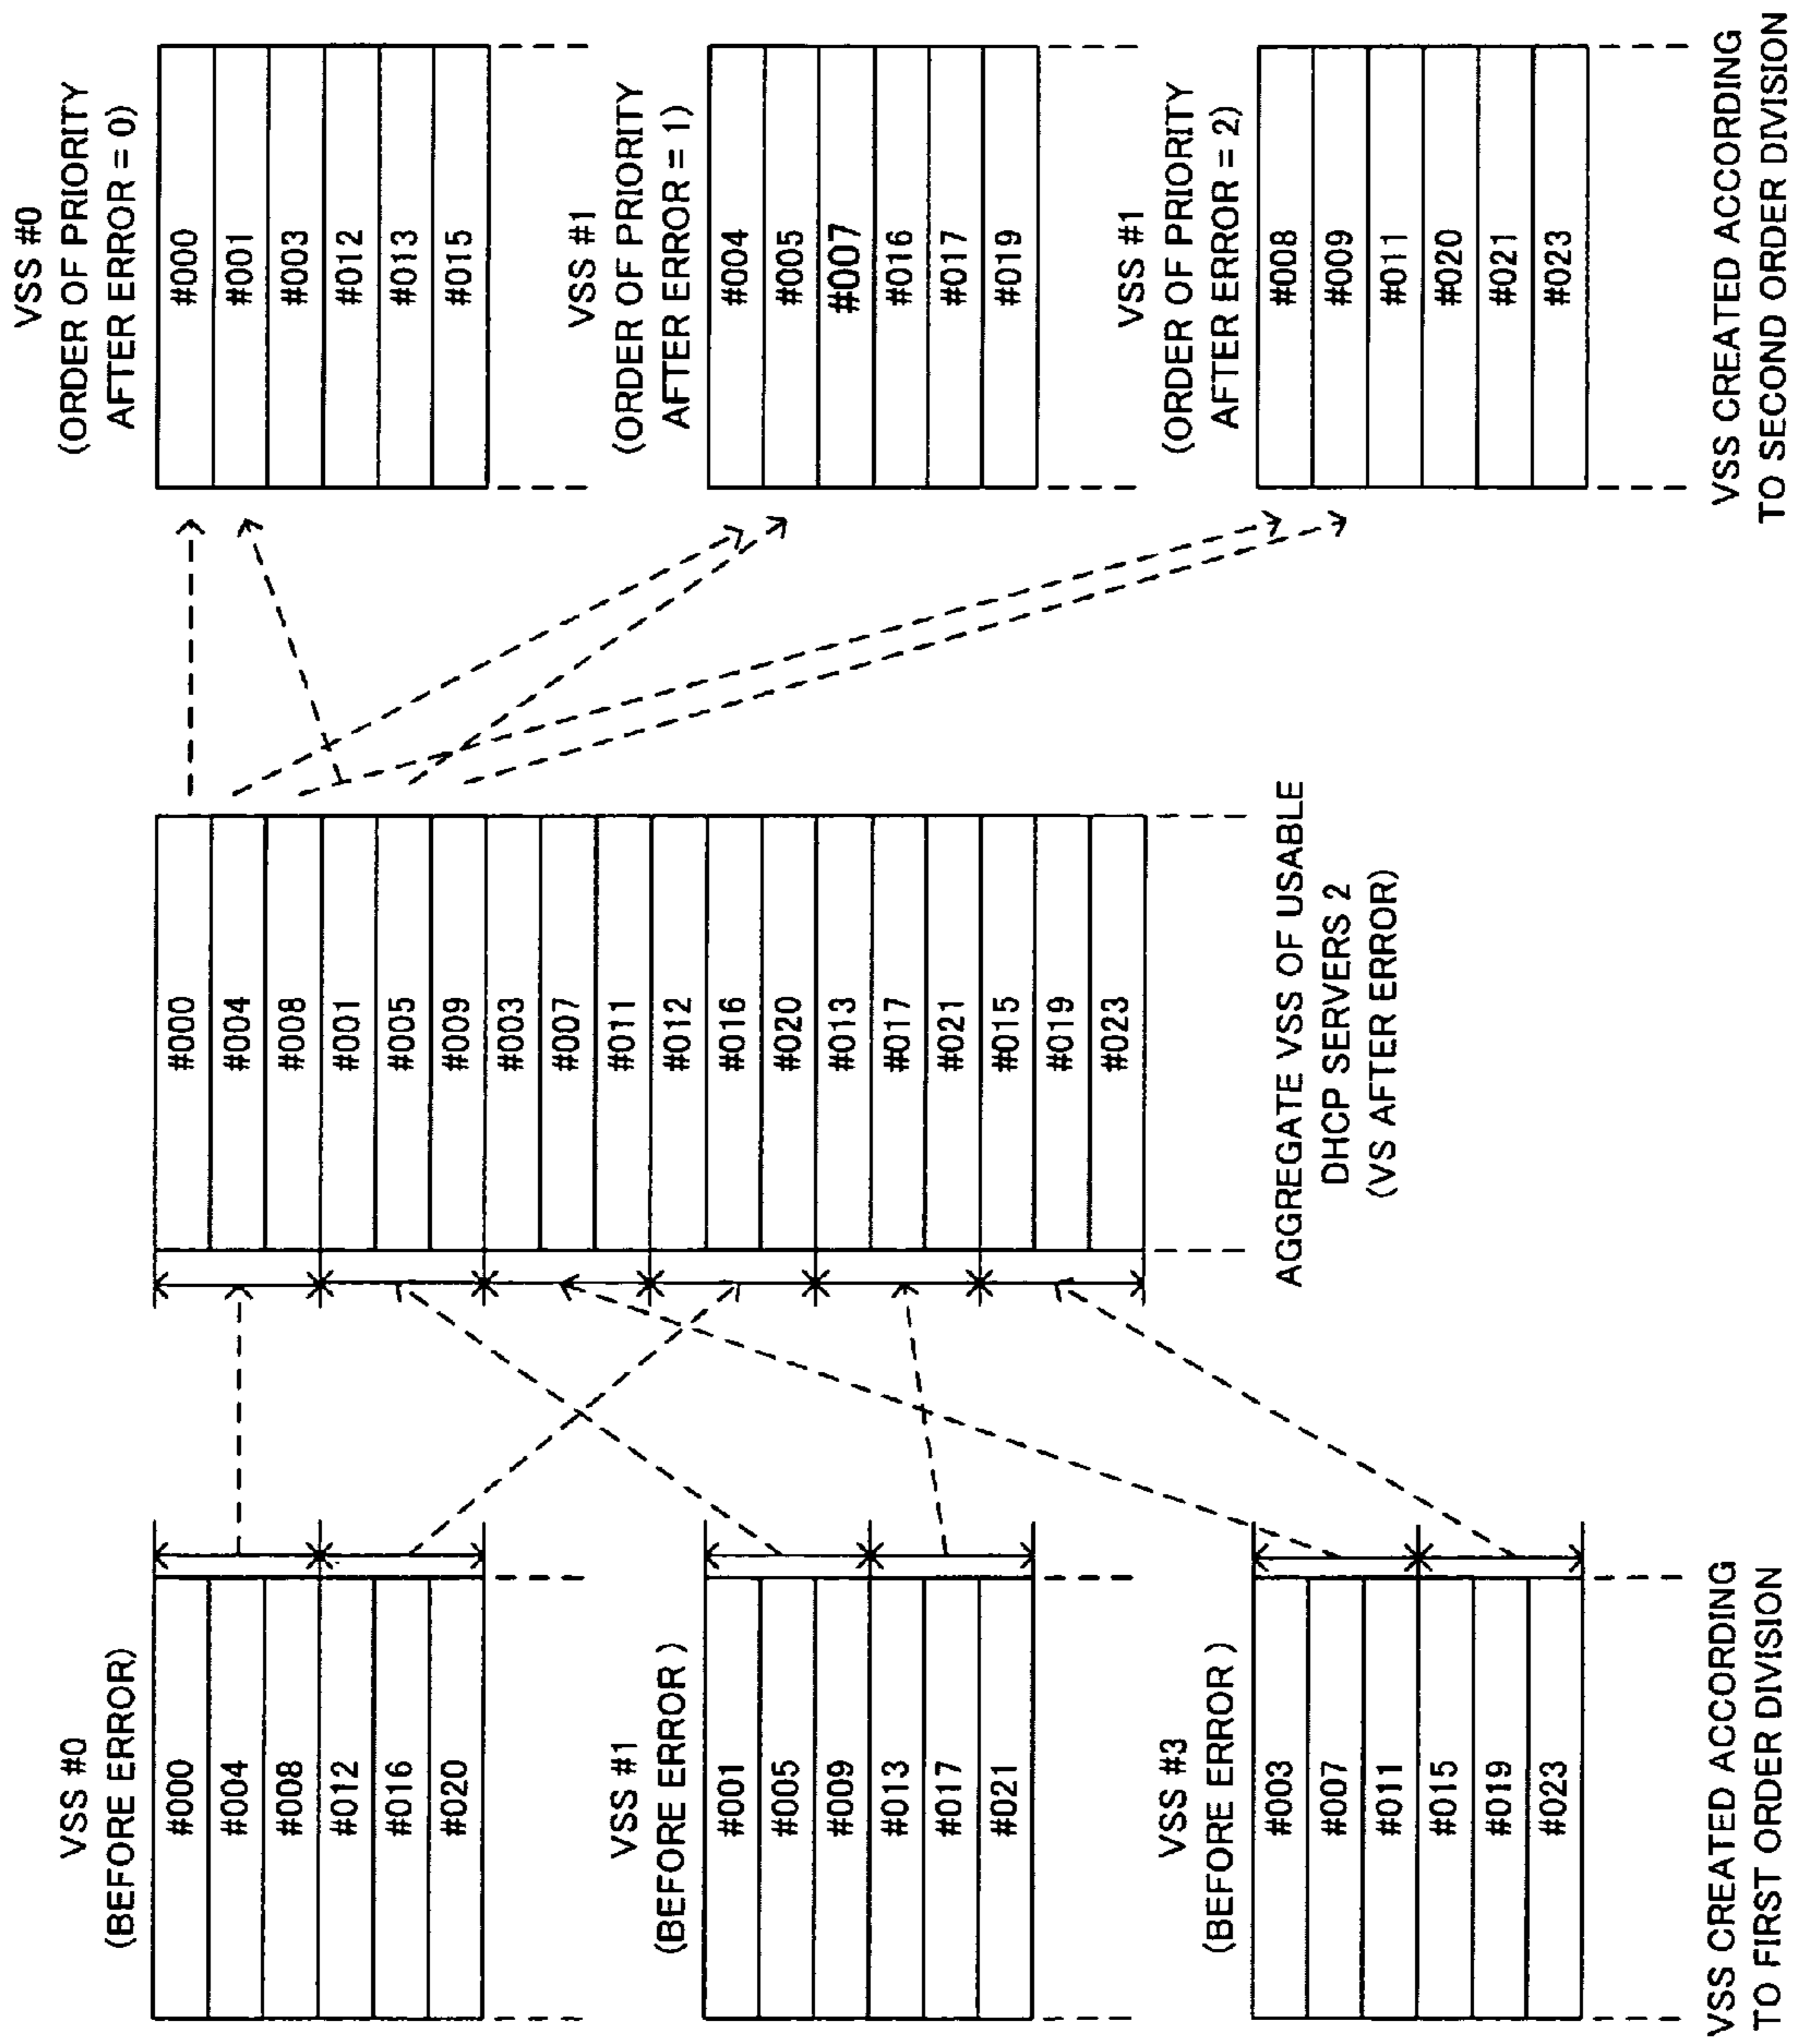 VSS #0
(BEFORE ERROR)
#000
#004
#008
#012
#016
#020
VSS #1
(BEFORE ERROR )
#001
#005
#009
#013
#017
#021
VSS #3
(BEFORE ERROR )
#003
#007
#011
#015
#019
#023
VSS CREATED ACCORDING
TO FIRST ORDER DIVISION
#000
#004
#008
#001
#005
#009
#003
#007
#011
#012
#016
#020
#013
#017
#021
#015
#019
#023
AGGREGATE VSS OF USABLE
DHCP SERVERS 2
(VS AFTER ERROR)
VSS #0
(ORDER OF PRIORITY
AFTER ERROR = 0)
#000
#001
#003
#012
#013
#015
VSS #1
(ORDER OF PRIORITY
AFTER ERROR = 1)
#004
#005
#007
#016
#017
#019
VSS #1
(ORDER OF PRIORITY
AFTER ERROR = 2)
#008
#009
#011
#020
#021
#023
VSS CREATED ACCORDING
TO SECOND ORDER DIVISION